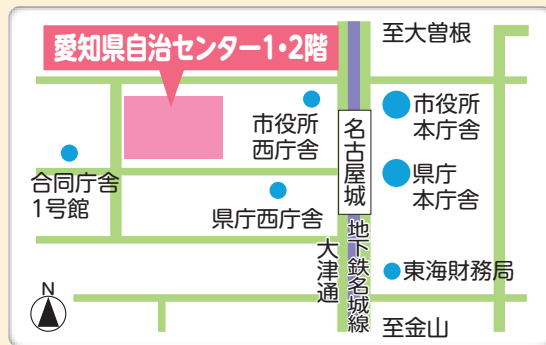 愛知県自治センター1・2階
至大曽根
市役所
西庁舎
市役所
本庁舎
名古屋城
合同庁舎
1号館
県庁西庁舎
県庁
本庁舎
大津通
地下鉄名城線
東海財務局
N
至金山